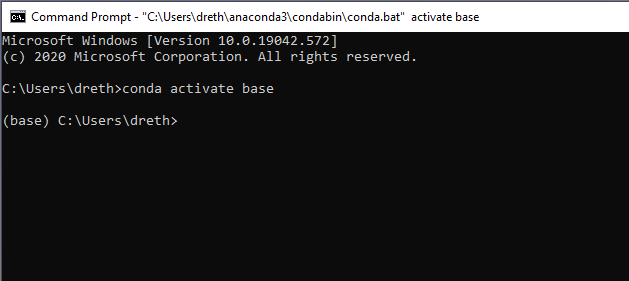 Command Prompt - "C:\Users\dreth\anaconda3\condabin\conda.bat"  activate base
Microsoft Windows [Version 10.0.19042.572]
(c) 2020 Microsoft Corporation. All rights reserved.
C:\Users\dreth>conda activate base
(base) C:\Users\dreth>